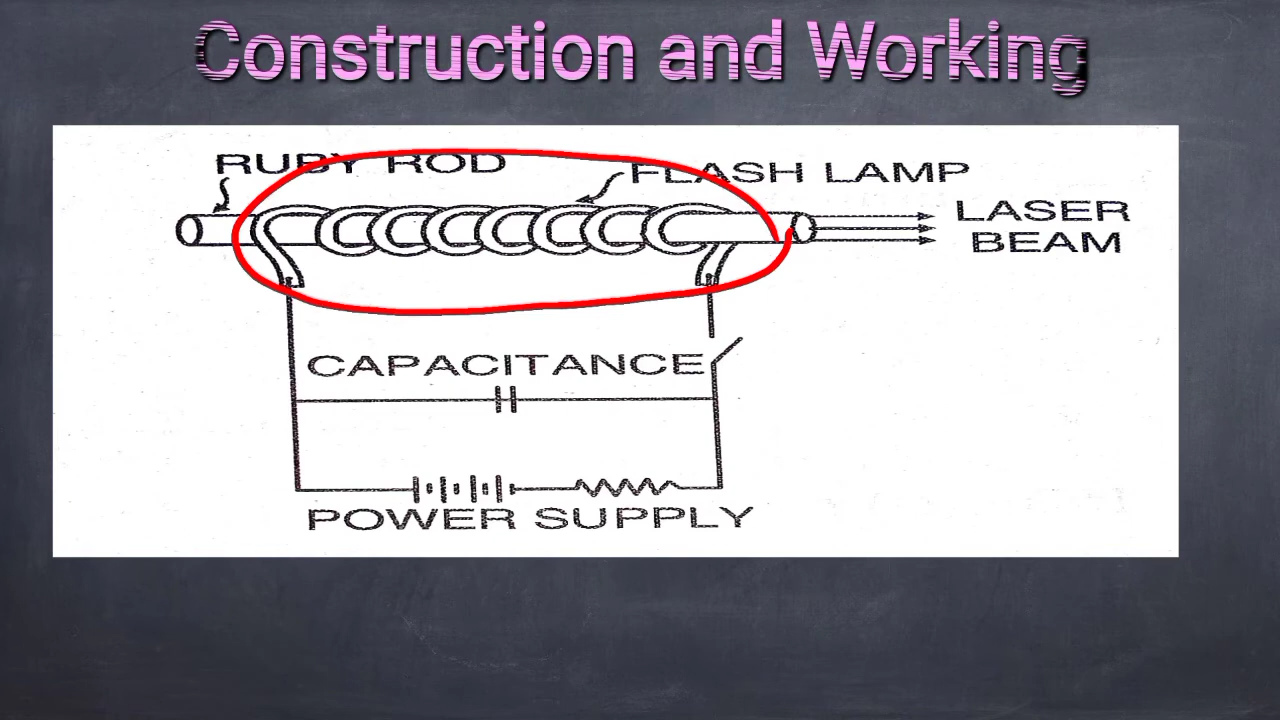 Construction and Working
RUBY ROD
FLASH LAMP
LASER
BEAM
CAPACITANCE
POWER SUPPLY